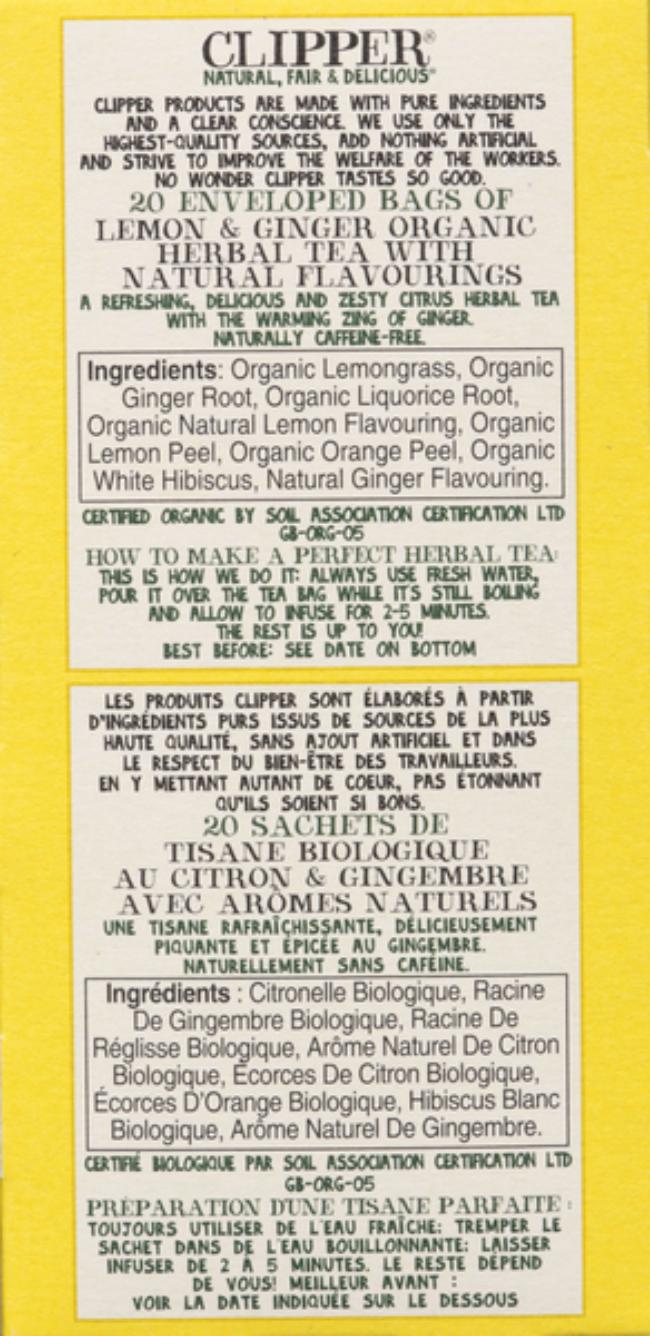 CLIPPER®
NATURAL, FAIR & DELICIOUS®
CLIPPER PRODUCTS ARE MADE WITH PURE INGREDIENTS
AND A CLEAR CONSCIENCE. WE USE ONLY THE
HIGHEST-QUALITY SOURCES, ADD NOTHING ARTIFICIAL
AND STRIVE TO IMPROVE THE WELFARE OF THE WORKERS.
NO WONDER CLIPPER TASTES SO GOOD.
20 ENVELOPED BAGS OF
LEMON & GINGER ORGANIC
HERBAL TEA WITH
NATURAL FLAVOURINGS
A REFRESHING, DELICIOUS AND ZESTY CITRUS HERBAL TEA
WITH THE WARMING ZING OF GINGER.
NATURALLY CAFFEINE-FREE.
Ingredients: Organic Lemongrass, Organic
Ginger Root, Organic Liquorice Root,
Organic Natural Lemon Flavouring, Organic
Lemon Peel, Organic Orange Peel, Organic
White Hibiscus, Natural Ginger Flavouring.
CERTIFIED ORGANIC BY SOIL ASSOCIATION CERTIFICATION LTD
GB-ORG-05
HOW TO MAKE A PERFECT HERBAL TEA:
THIS IS HOW WE DO IT: ALWAYS USE FRESH WATER,
POUR IT OVER THE TEA BAG WHILE IT'S STILL BOILING
AND ALLOW TO INFUSE FOR 2-5 MINUTES.
THE REST IS UP TO YOU!
BEST BEFORE: SEE DATE ON BOTTOM
LES PRODUITS CLIPPER SONT ÉLABORÉS À PARTIR
D"INGRÉDIENTS PURS ISSUS DE SOURCES DE LA PLUS
HAUTE QUALITÉ, SANS AJOUT ARTIFICIEL ET DANS
LE RESPECT DU BIEN-ÊTRE DES TRAVAILLEURS.
EN Y METTANT AUTANT DE COEUR, PAS ÉTONNANT
QU"ILS SOIENT SI BONS.
20 SACHETS DE
TISANE BIOLOGIQUE
AU CITRON & GINGEMBRE
AVEC ARÔMES NATURELS
UNE TISANE RAFRAÎCHISSANTE, DÉLICIEUSEMENT
PIQUANTE ET ÉPICÉE AU GINGEMBRE.
NATURELLEMENT SANS CAFÉINE.
Ingrédients : Citronelle Biologique, Racine
De Gingembre Biologique, Racine De
Réglisse Biologique, Arôme Naturel De Citron
Biologique, Écorces De Citron Biologique,
Écorces D'Orange Biologique, Hibiscus Blanc
Biologique, Arôme Naturel De Gingembre.
CERTIFIÉ BIOLOGIQUE PAR SOIL ASSOCIATION CERTIFICATION LTD
GB-ORG-05
PRÉPARATION D'UNE TISANE PARFAITE :
TOUJOURS UTILISER DE L'EAU FRAÎCHE: TREMPER LE
SACHET DANS DE L'EAU BOUILLONNANTE: LAISSER
INFUSER DE 2 À 5 MINUTES. LE RESTE DÉPEND
DE VOUS! MEILLEUR AVANT :
VOIR LA DATE INDIQUÉE SUR LE DESSOUS